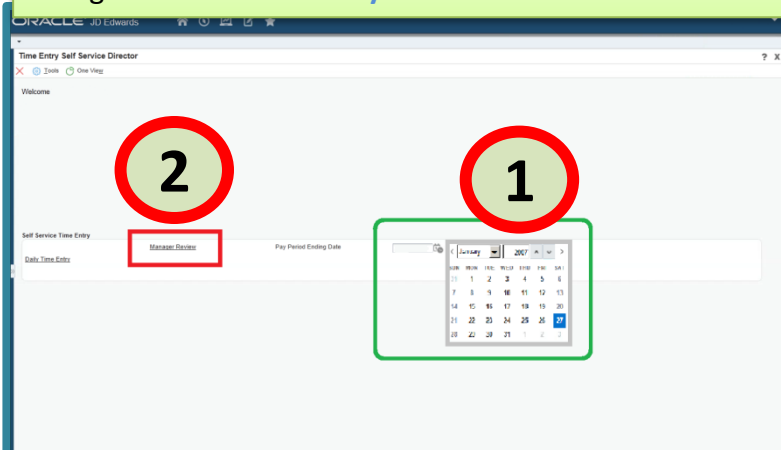 ORACLE JD Edwards
Time Entry Self Service Director
? X
Tools One View
Welcome
2
1
Self Service Time Entry
Manager Review Pay Period Ending Date
Daily Time Entry
January 2007
SUN MON TUE WED THU FRI SAT
31 1 2 3 4 5 6
7 8 9 10 11 12 13
14 15 16 17 18 19 20
21 22 23 24 25 26 27
28 29 30 31 1 2 3